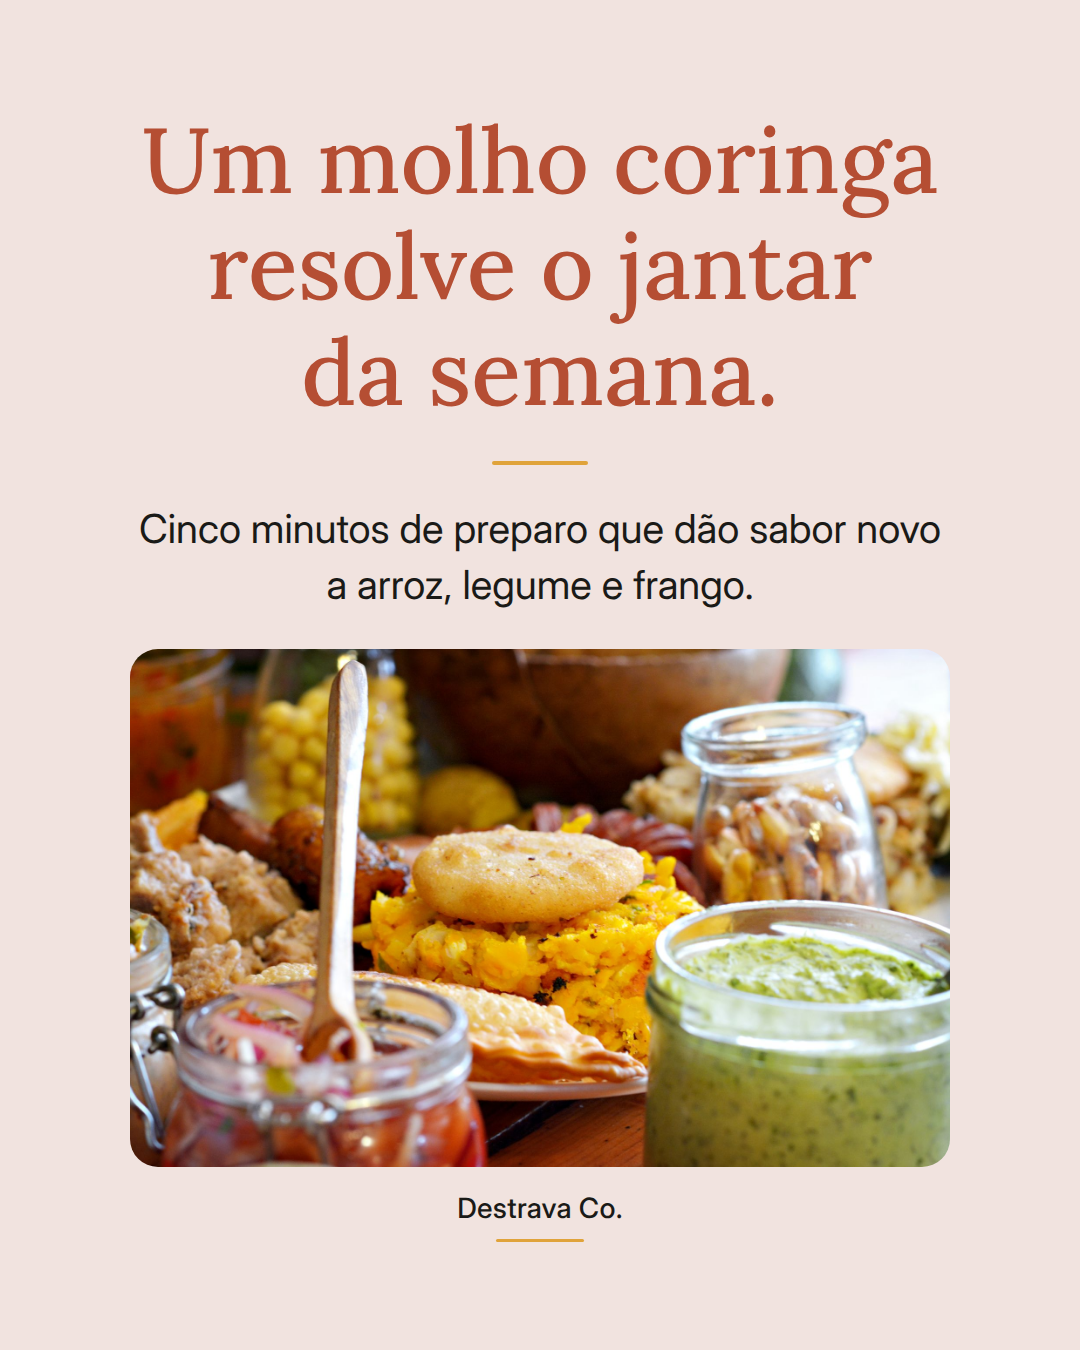 Um molho coringa
resolve o jantar
da semana.
Cinco minutos de preparo que dão sabor novo
a arroz, legume e frango.
Destrava Co.